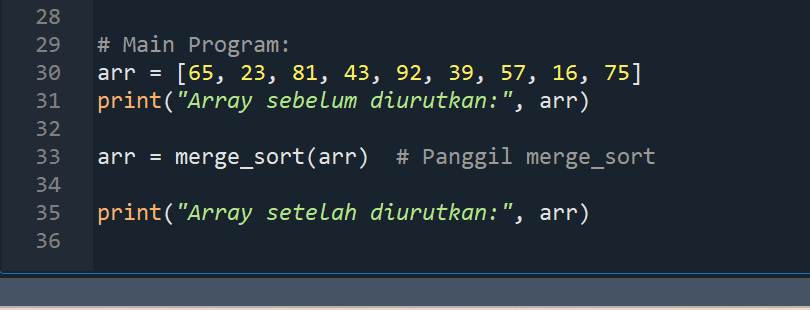 28
29 # Main Program:
30 arr = [65, 23, 81, 43, 92, 39, 57, 16, 75]
31 print("Array sebelum diurutkan:", arr)
32
33 arr = merge_sort(arr)  # Panggil merge_sort
34
35 print("Array setelah diurutkan:", arr)
36